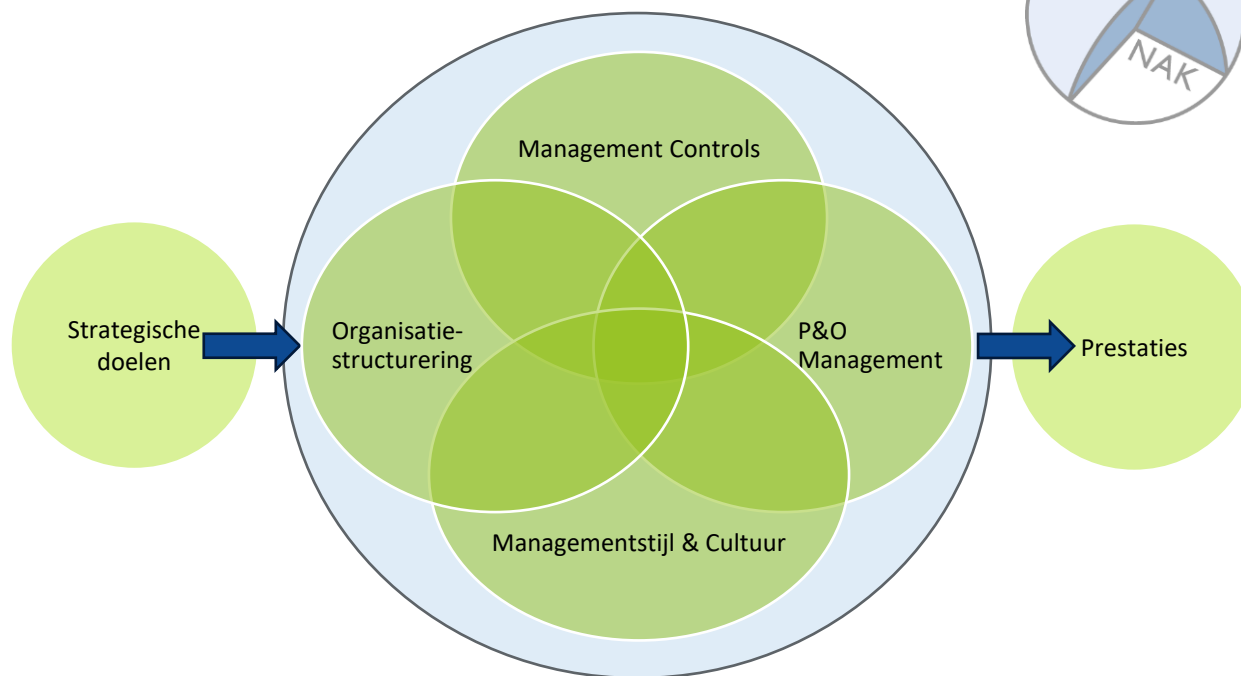 NAK
Management Controls
Strategische
doelen
Organisatie-
structurering
P&O
Management
Prestaties
Managementstijl & Cultuur